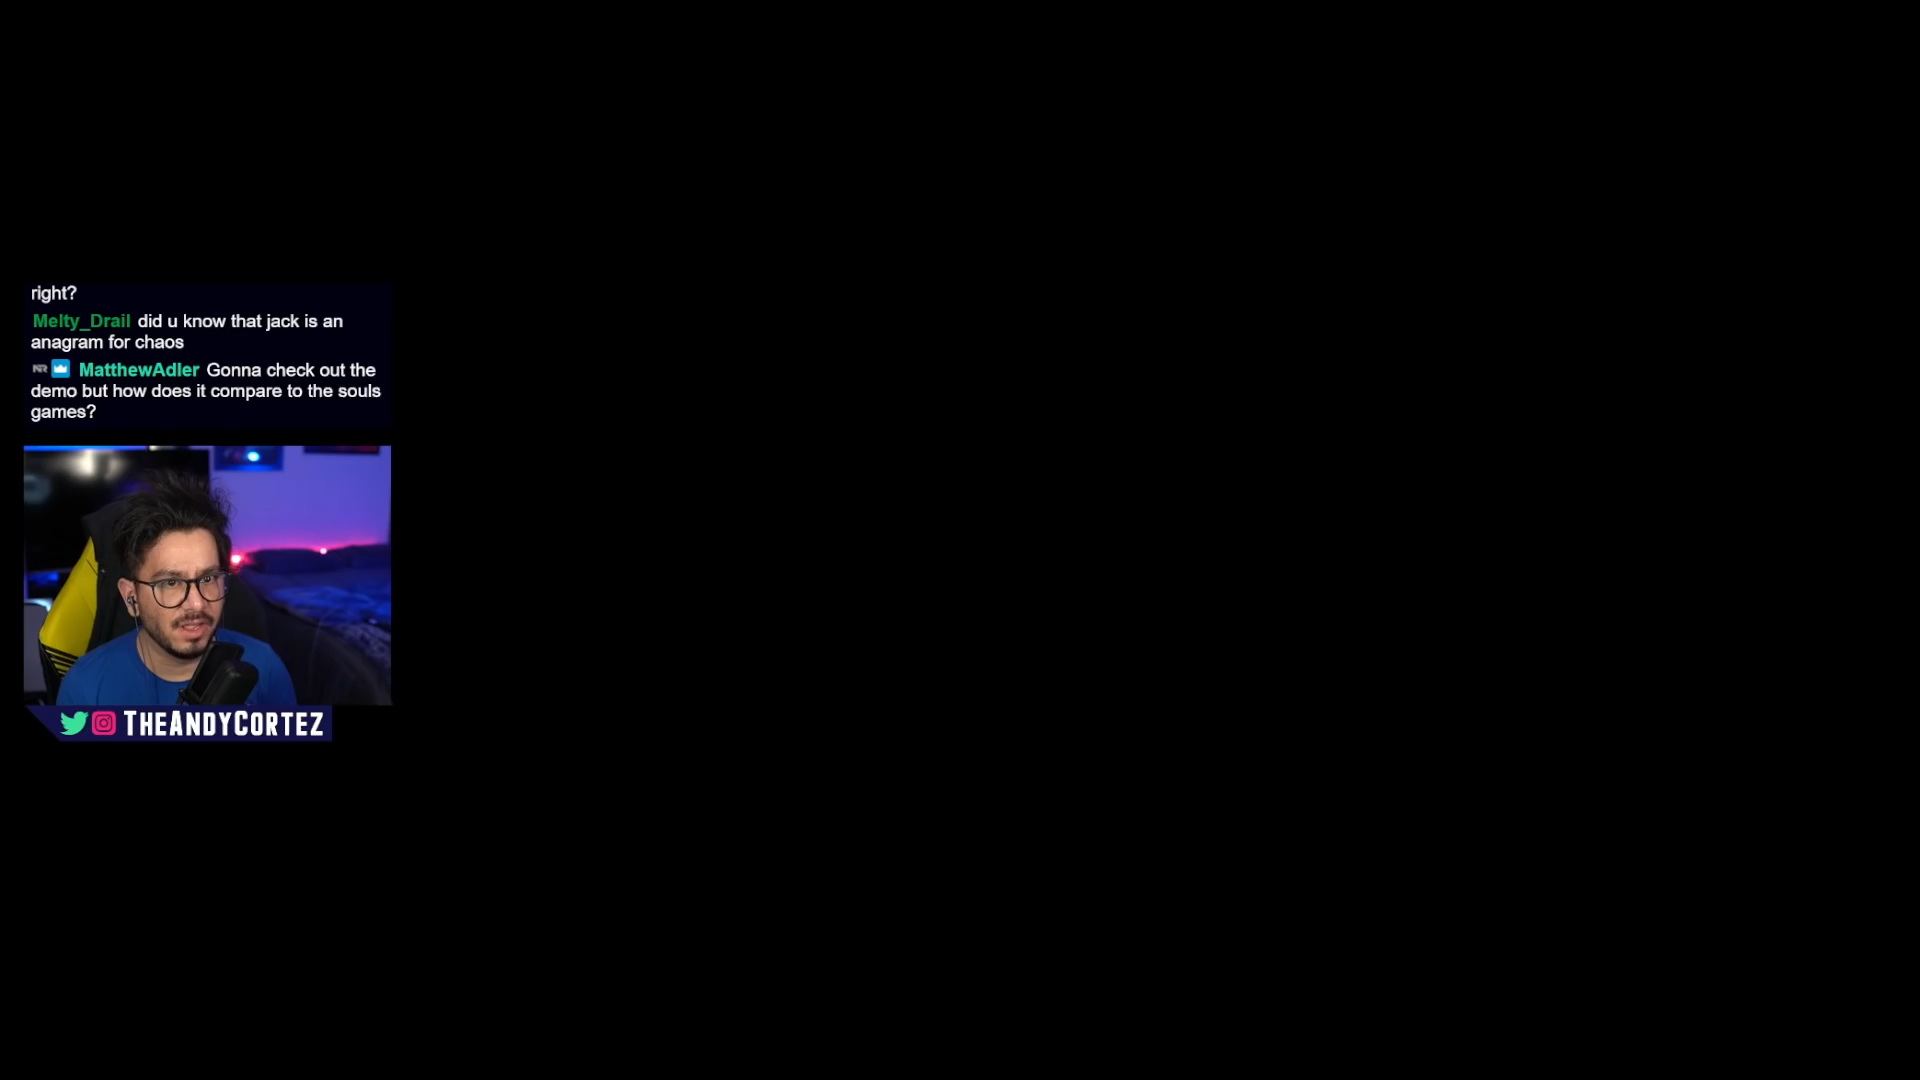 right?
Melty_Drail did u know that jack is an
anagram for chaos
MatthewAdler Gonna check out the
demo but how does it compare to the souls
games?
THEANDYCORTEZ